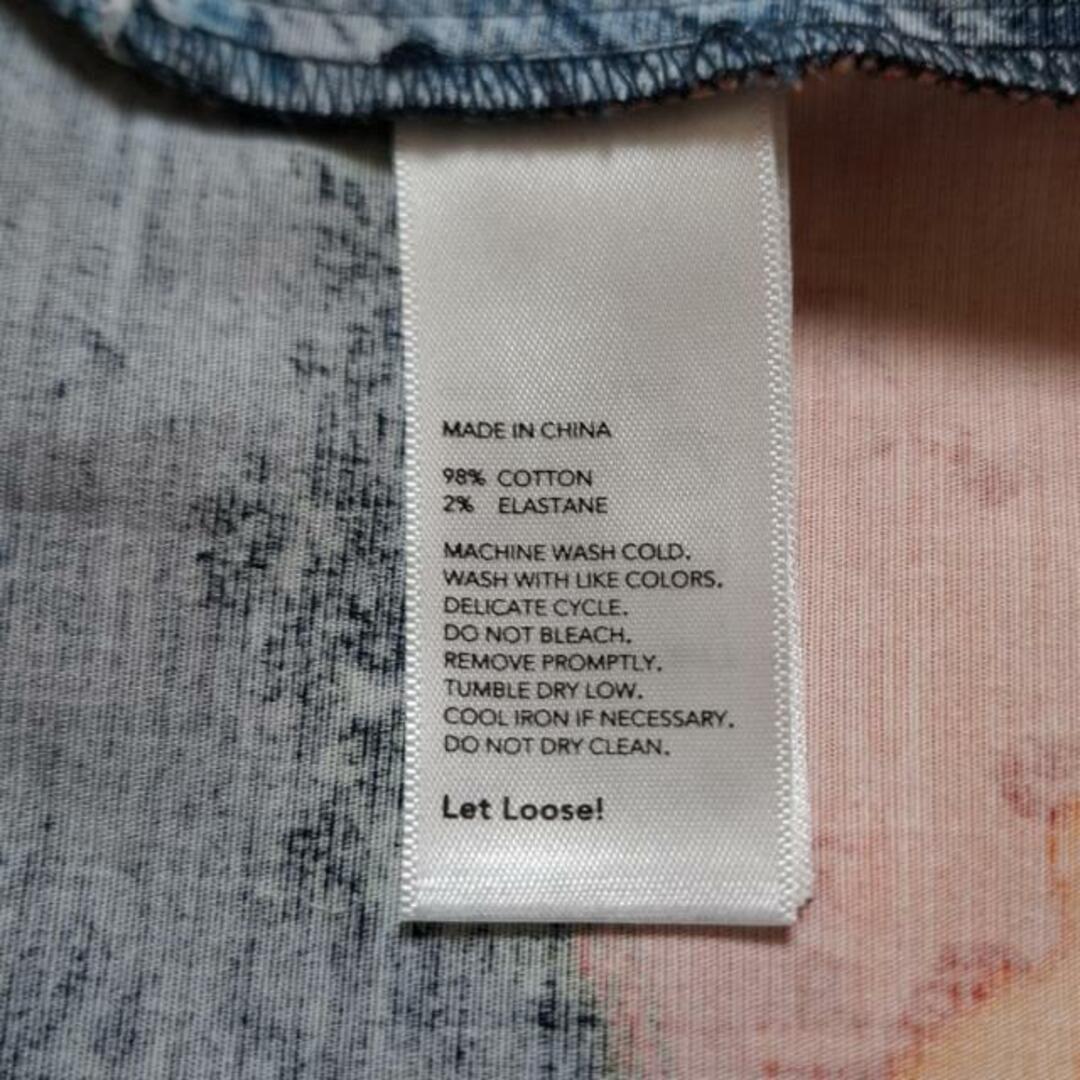 MADE IN CHINA
98% COTTON
2% ELASTANE
MACHINE WASH COLD.
WASH WITH LIKE COLORS.
DELICATE CYCLE.
DO NOT BLEACH.
REMOVE PROMPTLY.
TUMBLE DRY LOW.
COOL IRON IF NECESSARY.
DO NOT DRY CLEAN.
Let Loose!